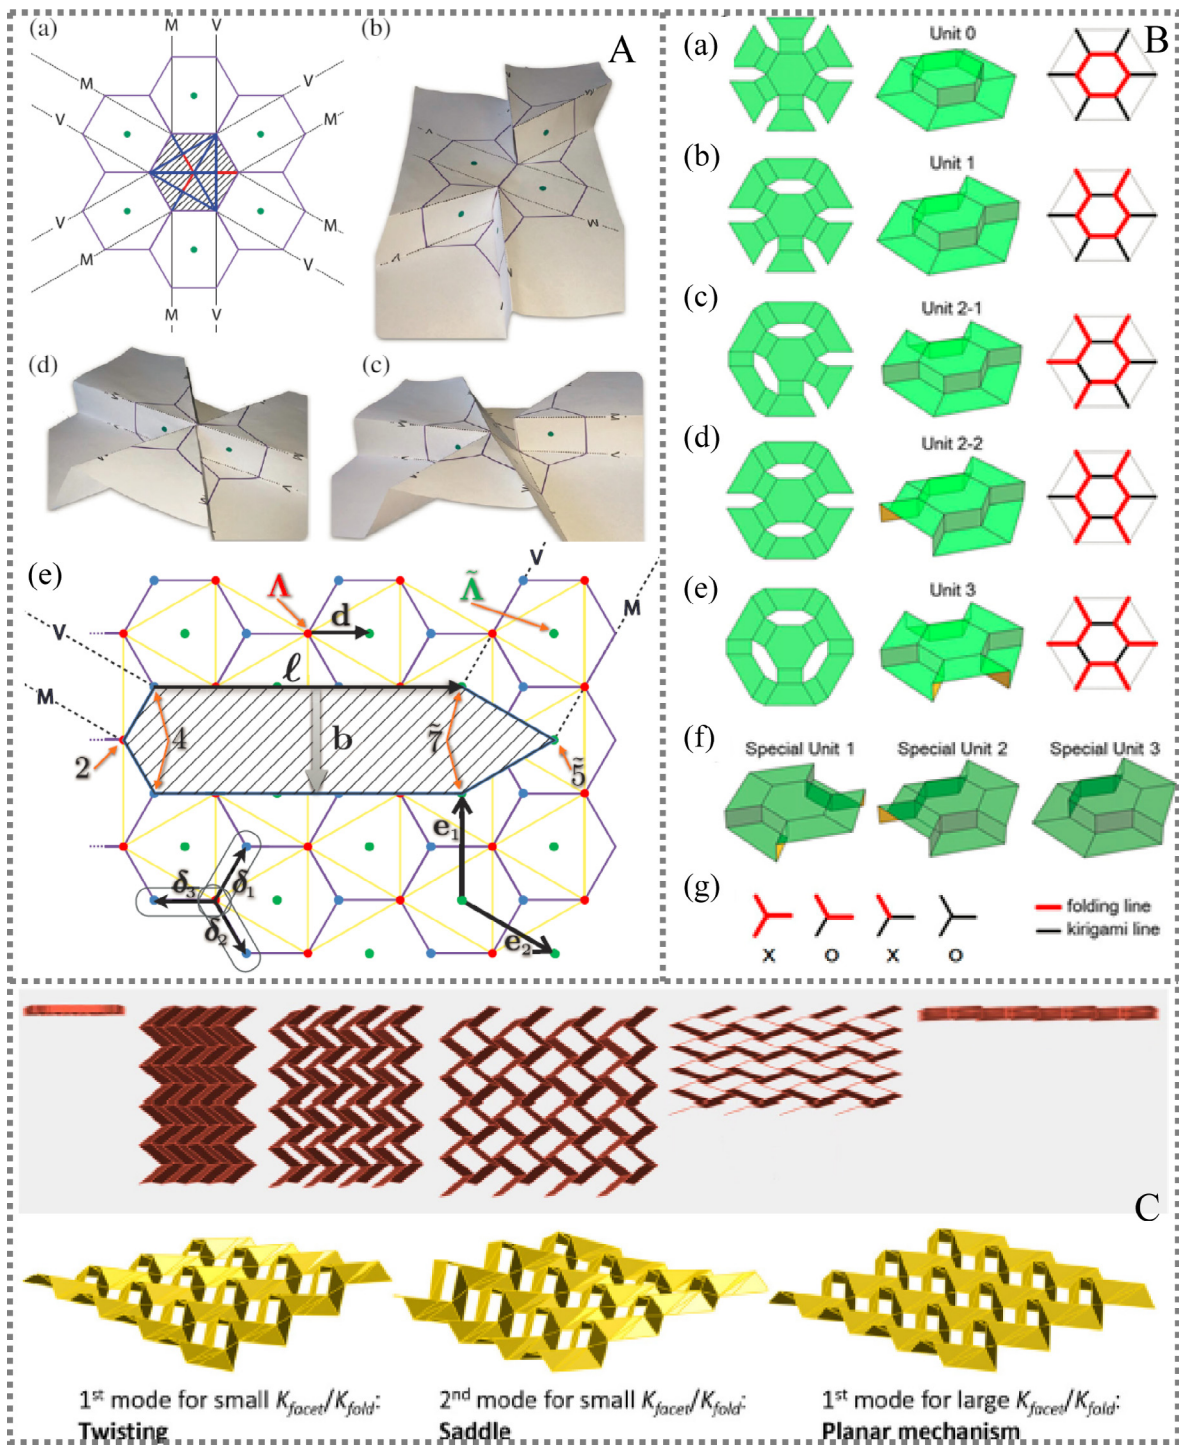 A
(a)
M V
M
V
M
V
V
M
M
V
M V
(b)
M
M
V
(d)
(c)
M
V
M
V
(e)
V
M
Λ
Λ̃
d
V
M
ℓ
2
4
b
7̃
5̃
e1
e2
δ3
δ1
δ2
B
(a)
Unit 0
(b)
Unit 1
(c)
Unit 2-1
(d)
Unit 2-2
(e)
Unit 3
(f)
Special Unit 1 Special Unit 2 Special Unit 3
(g)
X O X O
folding line
kirigami line
C
1st mode for small Kfacet/Kfold:
Twisting
2nd mode for small Kfacet/Kfold:
Saddle
1st mode for large Kfacet/Kfold:
Planar mechanism